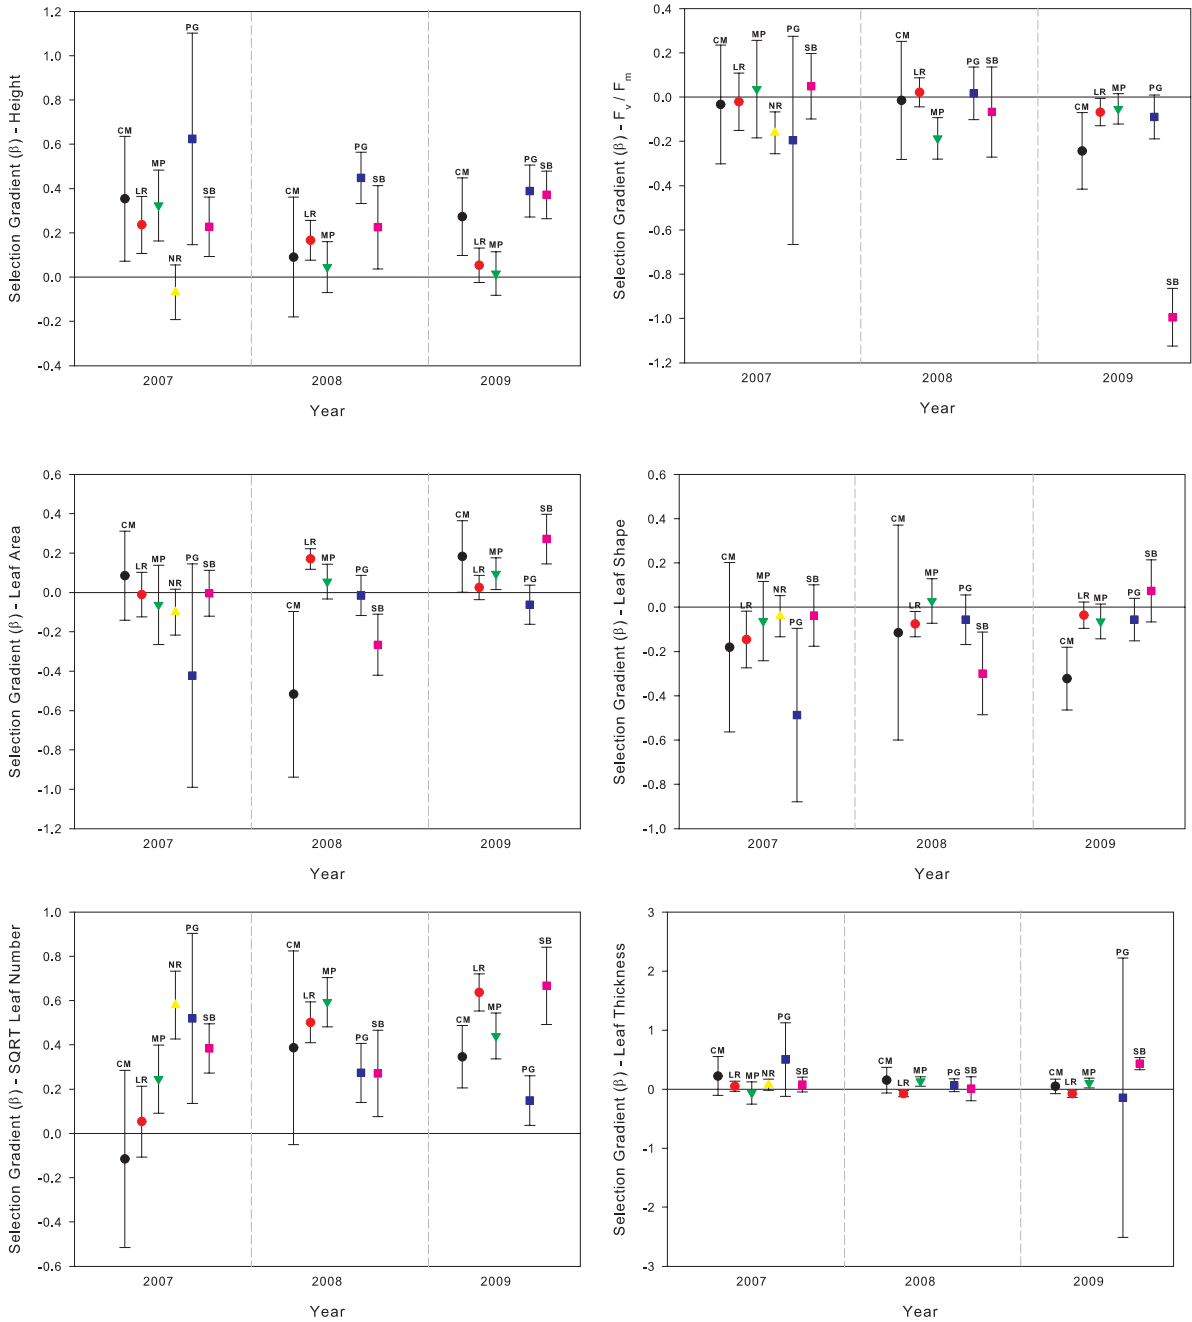 Selection Gradient (β) - Height
1.2
1.0
0.8
0.6
0.4
0.2
0.0
-0.2
-0.4
CM
LR
MP
NR
PG
SB
CM
LR
MP
PG
SB
CM
LR
MP
PG
SB
2007
2008
2009
Year
Selection Gradient (β) - Fv / Fm
0.4
0.2
0.0
-0.2
-0.4
-0.6
-0.8
-1.0
-1.2
CM
LR
MP
NR
PG
SB
CM
LR
MP
PG
SB
CM
LR
MP
PG
SB
2007
2008
2009
Year
Selection Gradient (β) - Leaf Area
0.6
0.4
0.2
0.0
-0.2
-0.4
-0.6
-0.8
-1.0
-1.2
CM
LR
MP
NR
PG
SB
CM
LR
MP
PG
SB
CM
LR
MP
PG
SB
2007
2008
2009
Year
Selection Gradient (β) - Leaf Shape
0.6
0.4
0.2
0.0
-0.2
-0.4
-0.6
-0.8
-1.0
CM
LR
MP
NR
PG
SB
CM
LR
MP
PG
SB
CM
LR
MP
PG
SB
2007
2008
2009
Year
Selection Gradient (β) - SQRT Leaf Number
1.0
0.8
0.6
0.4
0.2
0.0
-0.2
-0.4
-0.6
CM
LR
MP
NR
PG
SB
CM
LR
MP
PG
SB
CM
LR
MP
PG
SB
2007
2008
2009
Year
Selection Gradient (β) - Leaf Thickness
3
2
1
0
-1
-2
-3
CM
LR
MP
NR
PG
SB
CM
LR
MP
PG
SB
CM
LR
MP
PG
SB
2007
2008
2009
Year